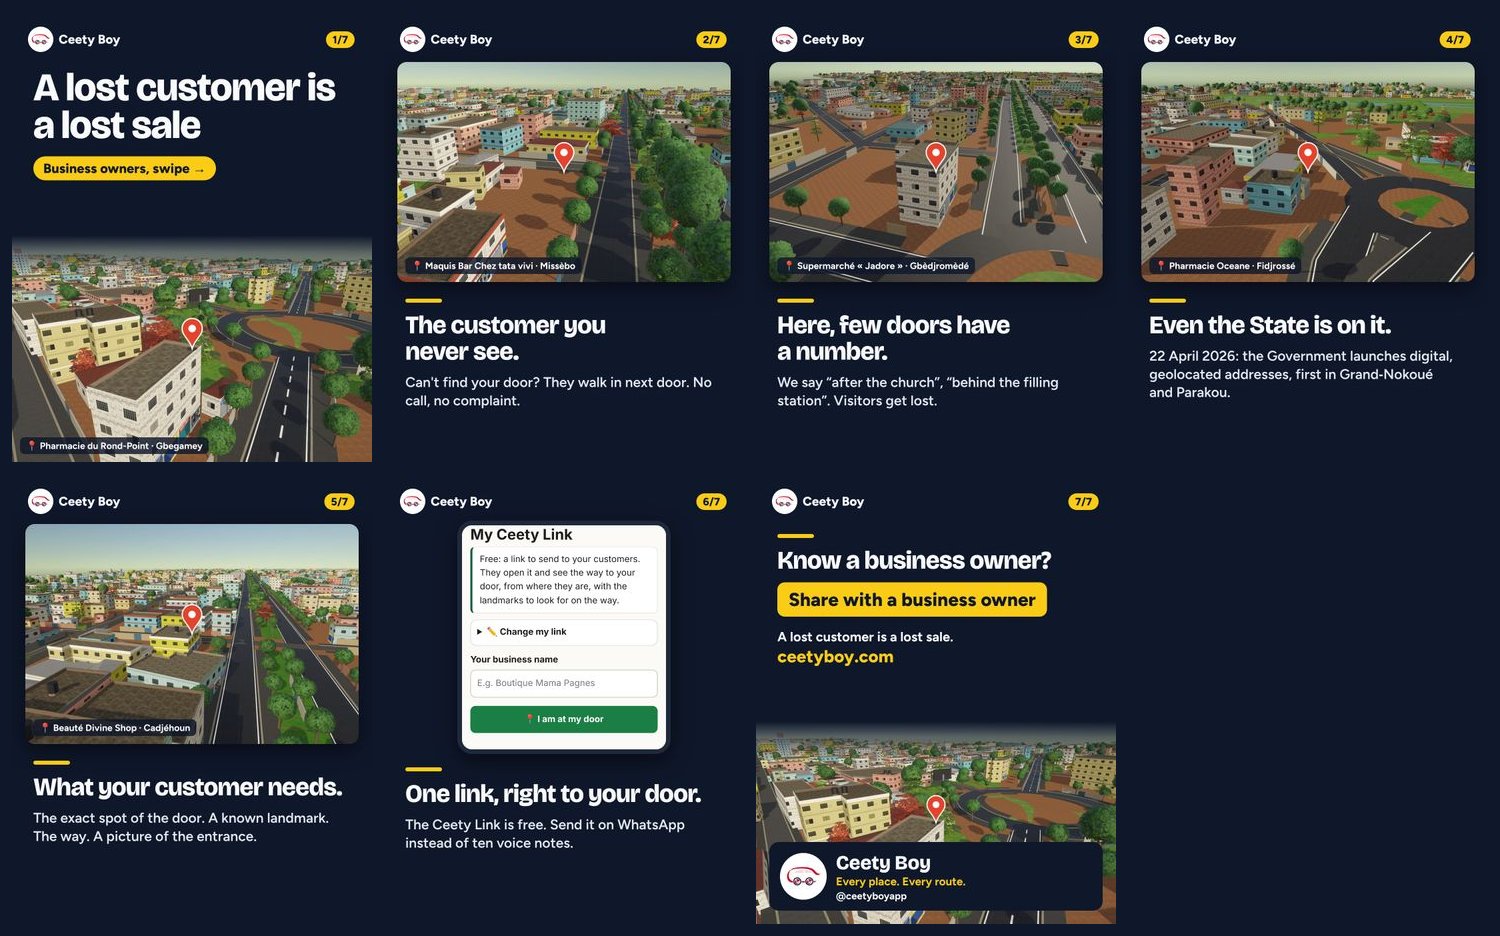 Ceety Boy
1/7
A lost customer is
a lost sale
Business owners, swipe →
📍 Pharmacie du Rond-Point · Gbegamey
Ceety Boy
2/7
📍 Maquis Bar Chez tata vivi · Missèbo
The customer you
never see.
Can't find your door? They walk in next door. No
call, no complaint.
Ceety Boy
3/7
📍 Supermarché « Jadore » · Gbèdjromèdé
Here, few doors have
a number.
We say “after the church”, “behind the filling
station”. Visitors get lost.
Ceety Boy
4/7
📍 Pharmacie Oceane · Fidjrossé
Even the State is on it.
22 April 2026: the Government launches digital,
geolocated addresses, first in Grand-Nokoué
and Parakou.
Ceety Boy
5/7
📍 Beauté Divine Shop · Cadjéhoun
What your customer needs.
The exact spot of the door. A known landmark.
The way. A picture of the entrance.
Ceety Boy
6/7
My Ceety Link
Free: a link to send to your customers.
They open it and see the way to your
door, from where they are, with the
landmarks to look for on the way.
▶ ✏️ Change my link
Your business name
E.g. Boutique Mama Pagnes
📍 I am at my door
One link, right to your door.
The Ceety Link is free. Send it on WhatsApp
instead of ten voice notes.
Ceety Boy
7/7
Know a business owner?
Share with a business owner
A lost customer is a lost sale.
ceetyboy.com
Ceety Boy
Every place. Every route.
@ceetyboyapp